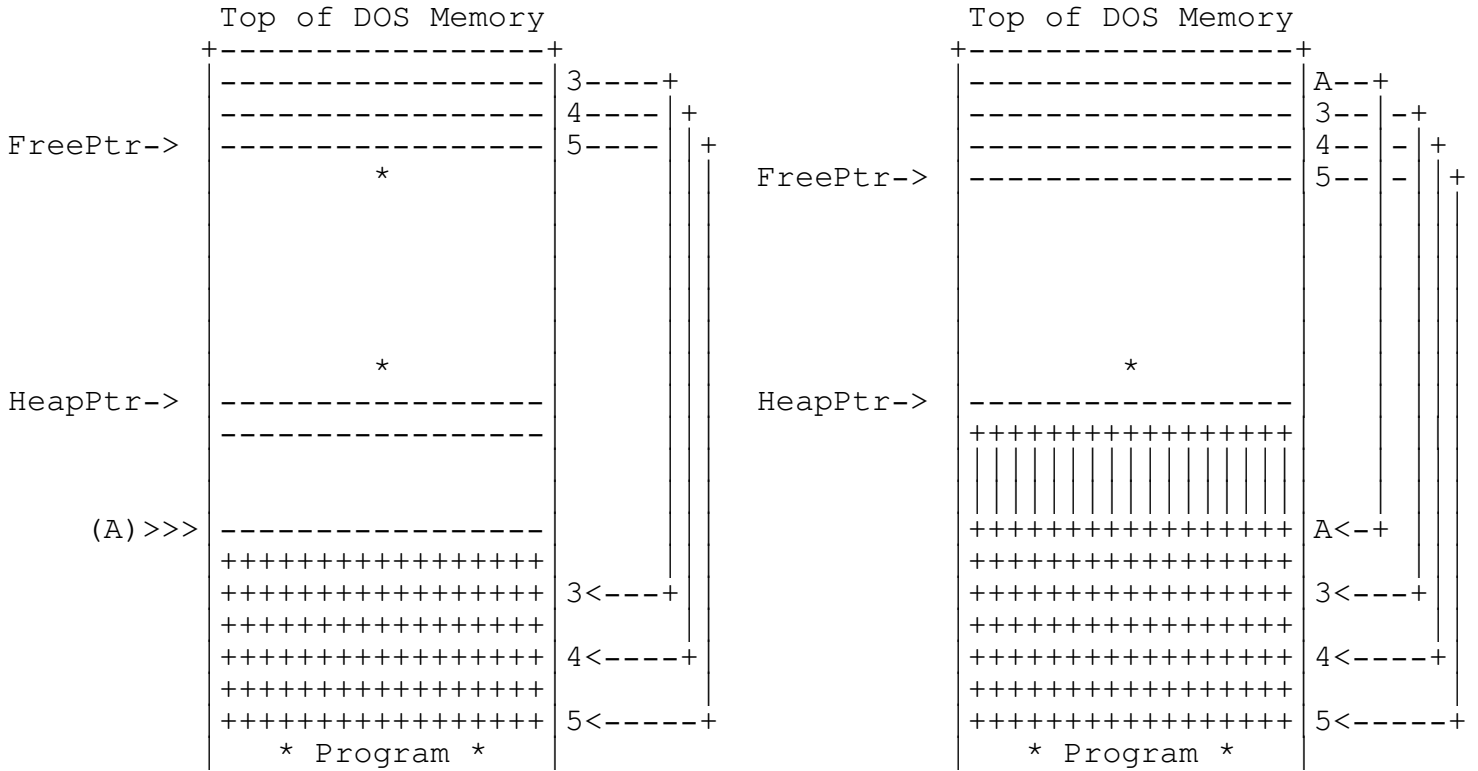 Top of DOS Memory Top of DOS Memory
+-----------------+ +-----------------+
|-----------------| 3----+ |-----------------| A--+
|-----------------| 4---- |+ |-----------------| 3-- | -+
FreePtr-> |-----------------| 5---- || + |-----------------| 4-- | - | +
| * | FreePtr-> |-----------------| 5-- | - | | +
| * | | * |
HeapPtr-> |-----------------| HeapPtr-> |-----------------|
|-----------------| |+++++++++++++++++|
| | ||||||||||||||||||
(A)>>> |-----------------| |+++++++++++++++++| A<-+
|+++++++++++++++++| |+++++++++++++++++|
|+++++++++++++++++| 3<---+ |+++++++++++++++++| 3<---+
|+++++++++++++++++| |+++++++++++++++++|
|+++++++++++++++++| 4<----+ |+++++++++++++++++| 4<----+
|+++++++++++++++++| |+++++++++++++++++|
|+++++++++++++++++| 5<-----+ |+++++++++++++++++| 5<-----+
| * Program * | | * Program * |